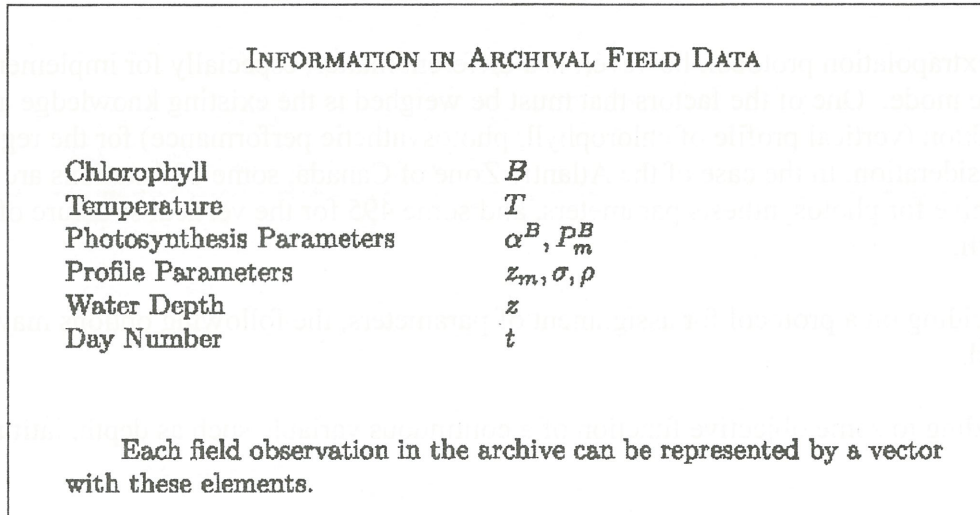 INFORMATION IN ARCHIVAL FIELD DATA
Chlorophyll B
Temperature T
Photosynthesis Parameters α^B, P_m^B
Profile Parameters z_m, σ, ρ
Water Depth z
Day Number t
Each field observation in the archive can be represented by a vector
with these elements.